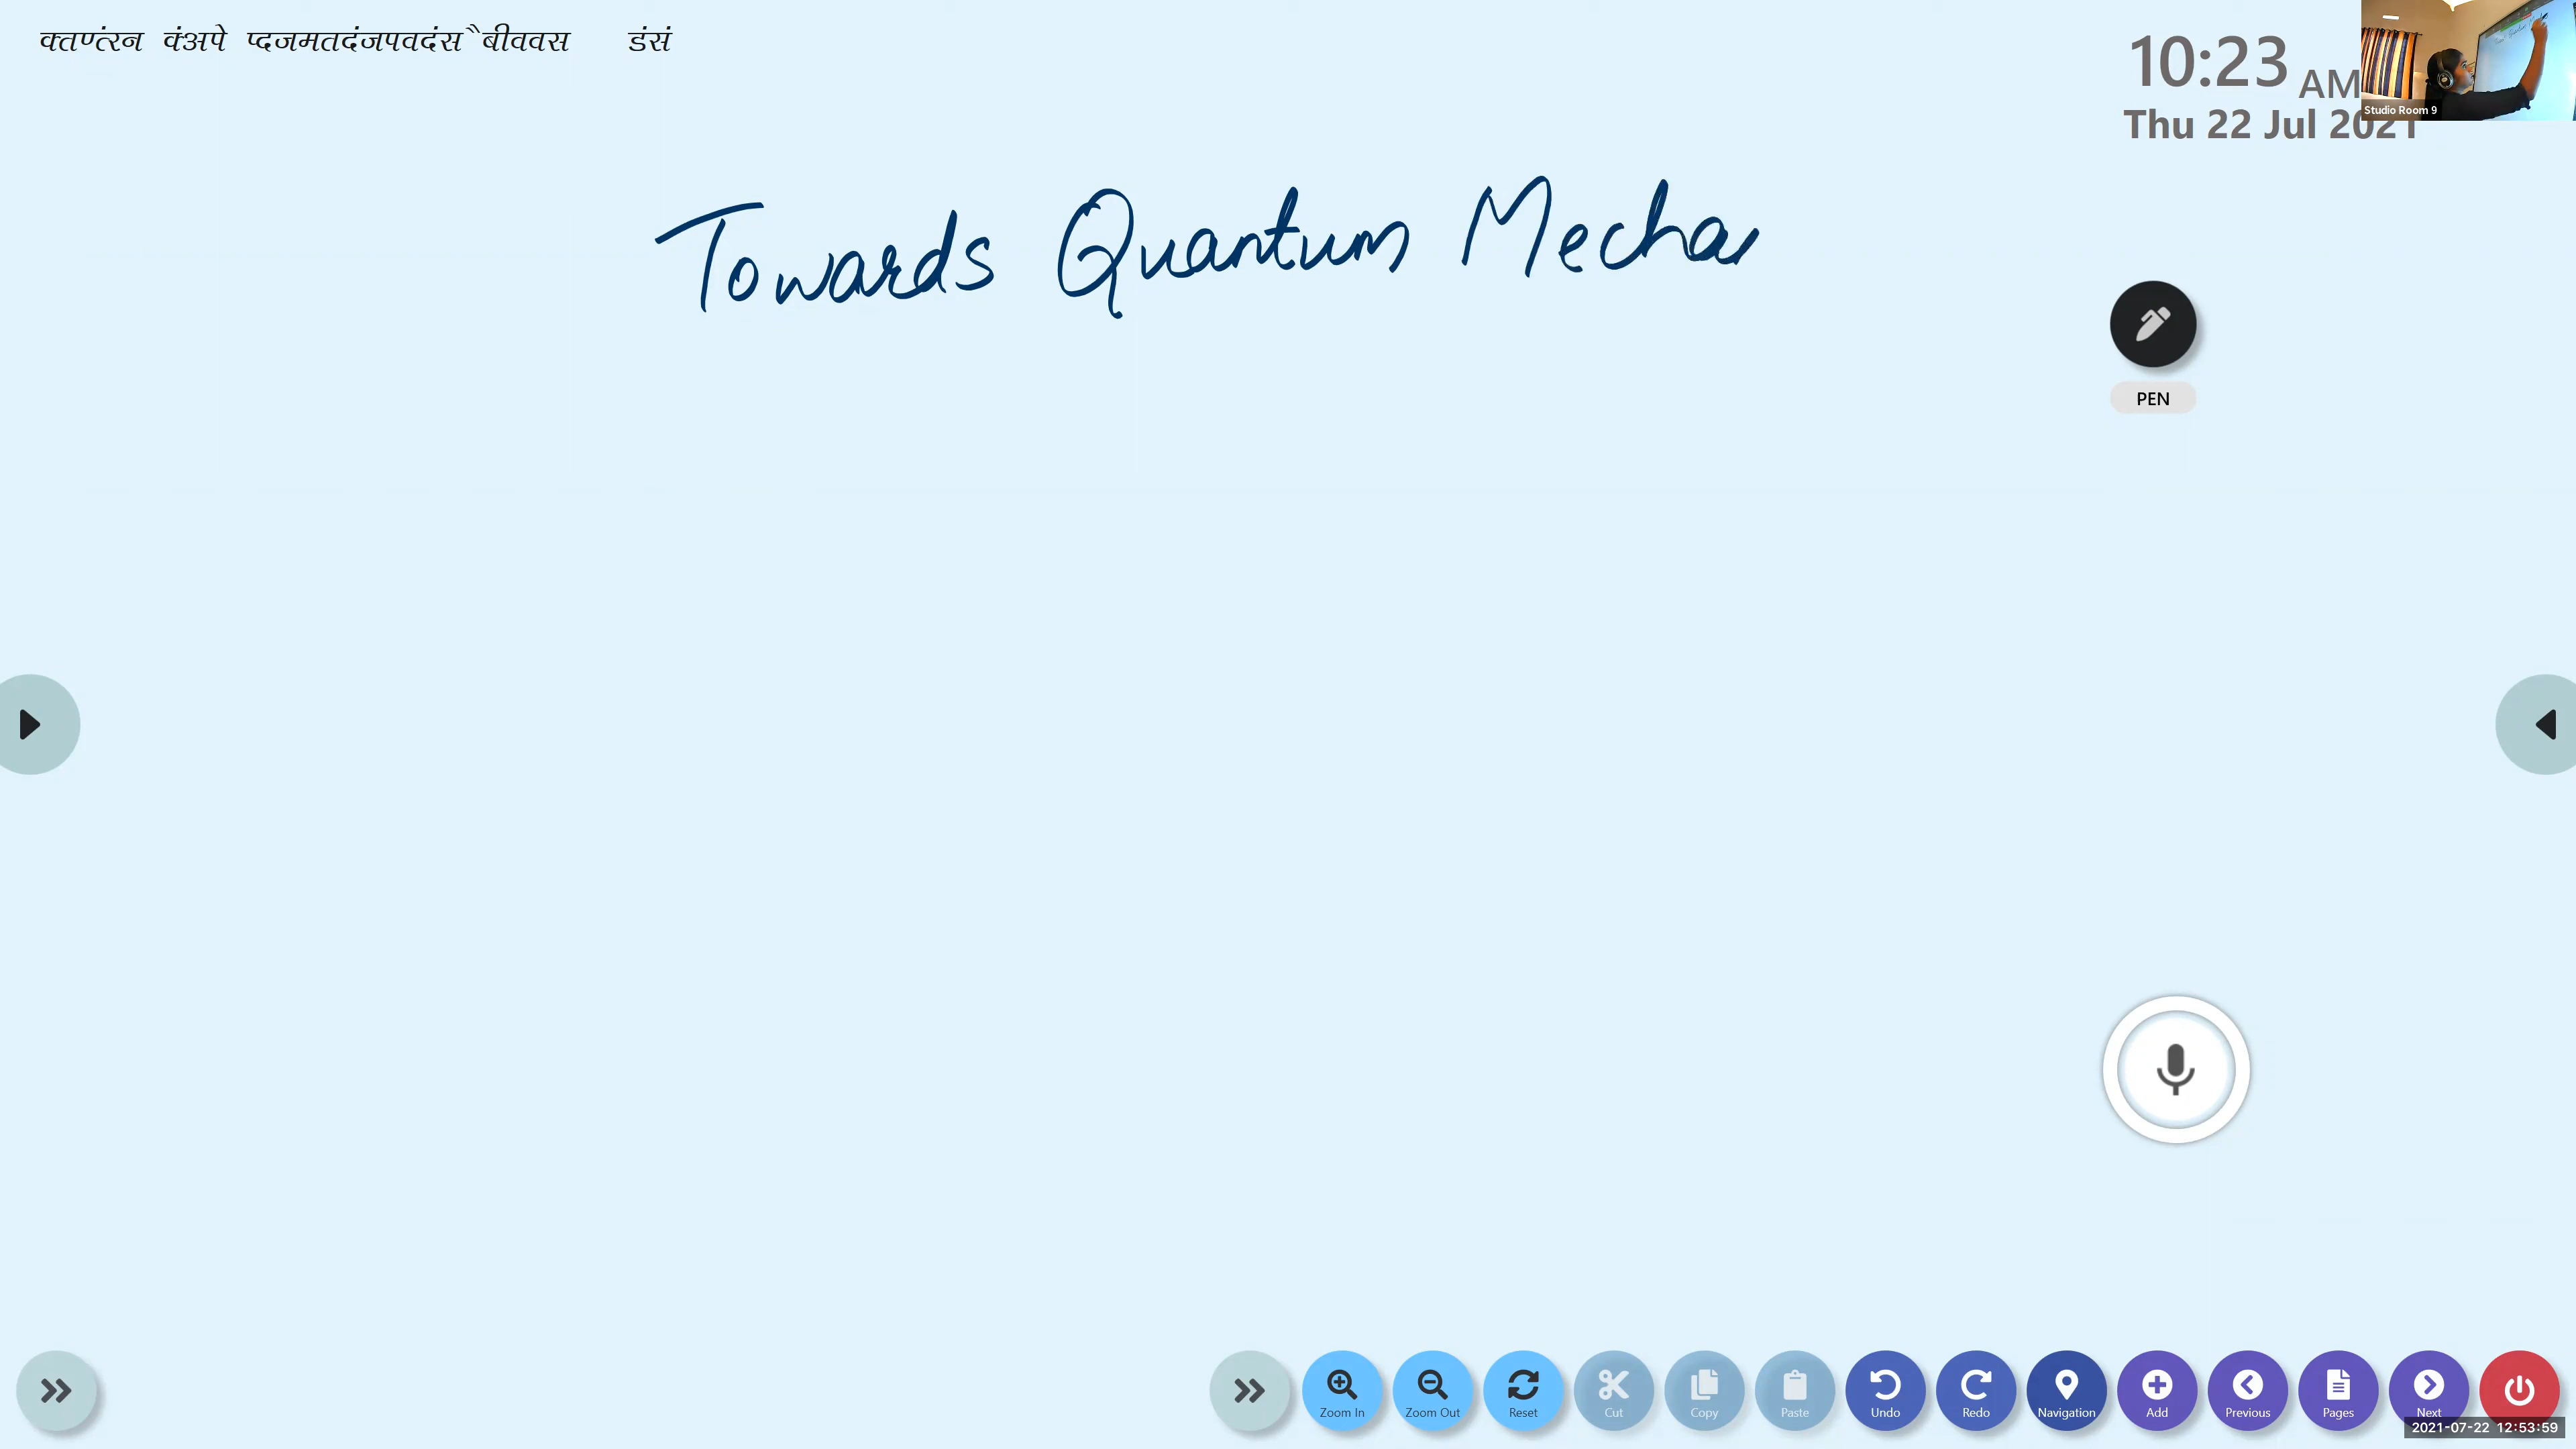 क्तण्त्ंरन क्ंअपे प्दजमतदंजपवदंस ैबीववस डंसं
10:23 AM
Studio Room 9
Thu 22 Jul 2021
Towards Quantum Mecha
PEN
Zoom In Zoom Out Reset Cut Copy Paste Undo Redo Navigation Add Previous Pages Next
2021-07-22 12:53:59